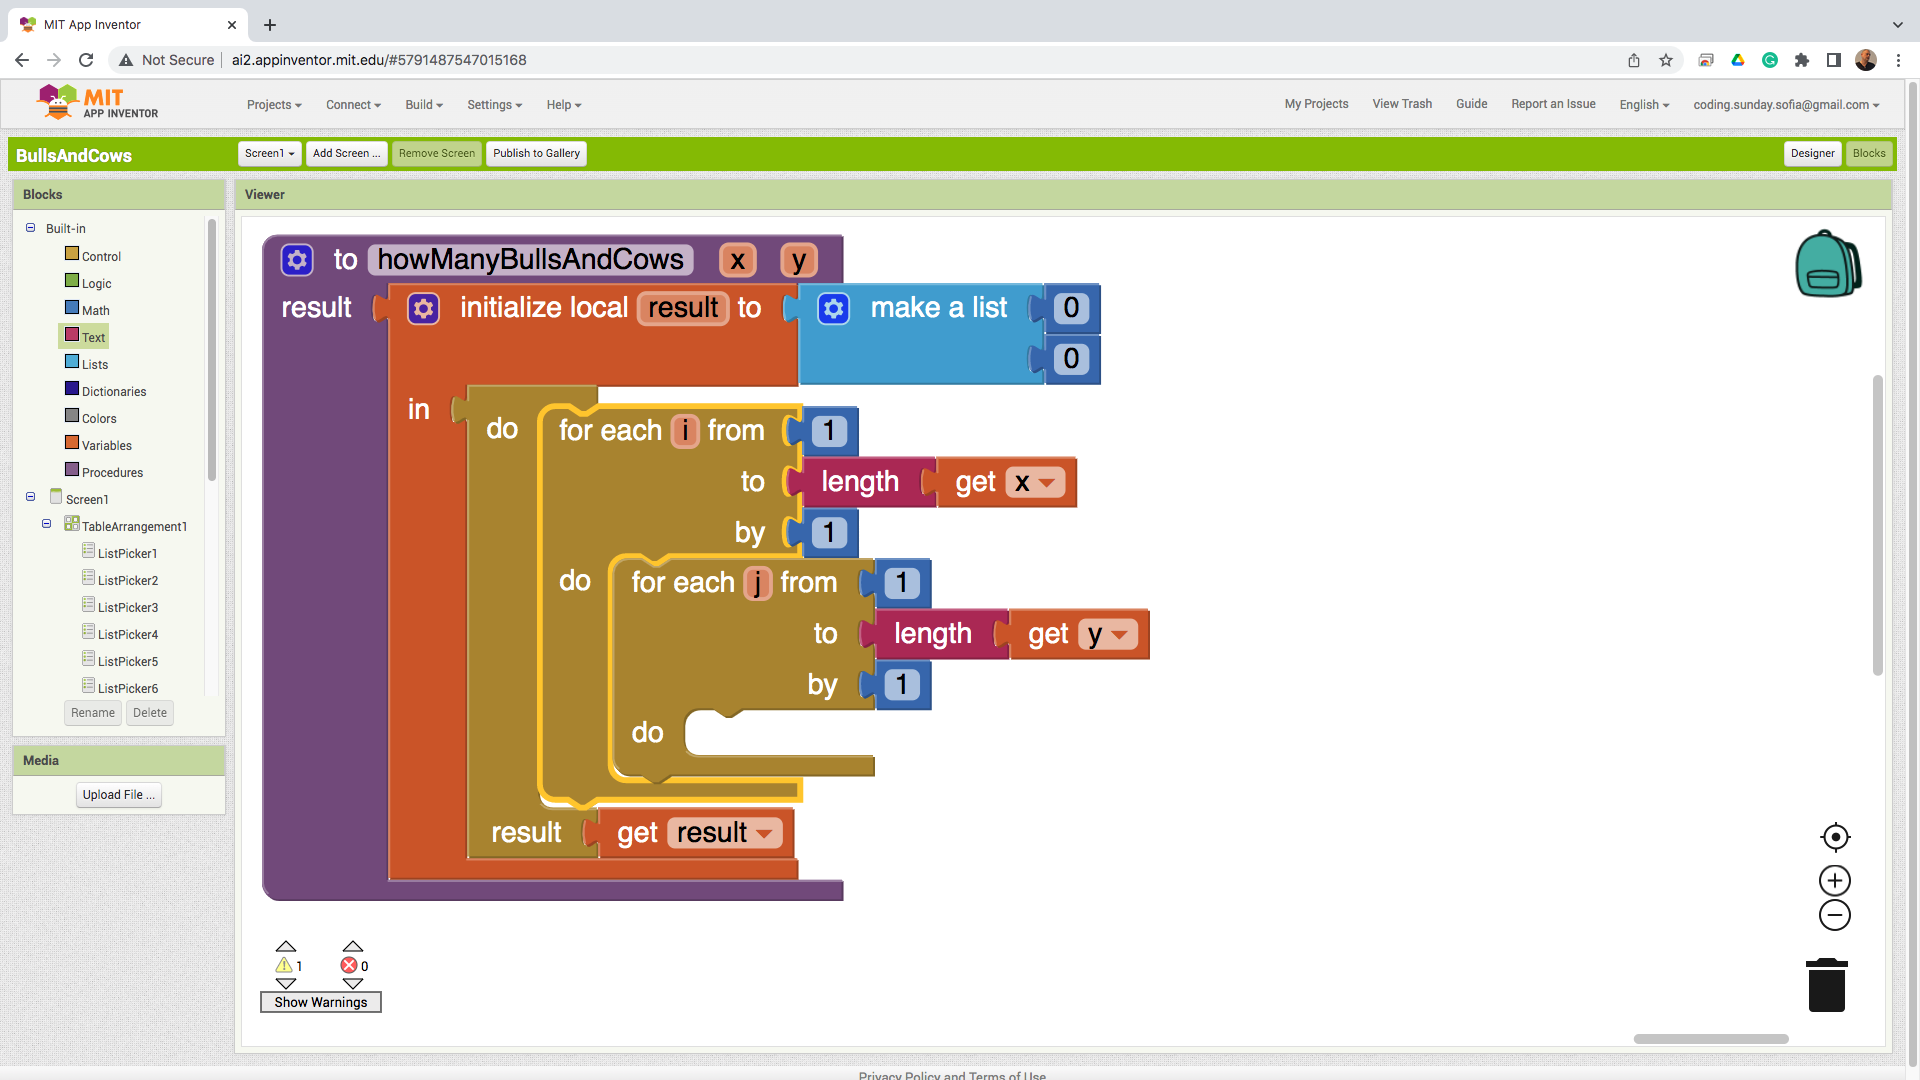 MIT App Inventor
Not Secure
ai2.appinventor.mit.edu/#5791487547015168
MIT
APP INVENTOR
Projects
Connect
Build
Settings
Help
My Projects
View Trash
Guide
Report an Issue
English
coding.sunday.sofia@gmail.com
BullsAndCows
Screen1
Add Screen ...
Remove Screen
Publish to Gallery
Designer
Blocks
Blocks
Viewer
Built-in
Control
Logic
Math
Text
Lists
Dictionaries
Colors
Variables
Procedures
Screen1
TableArrangement1
ListPicker1
ListPicker2
ListPicker3
ListPicker4
ListPicker5
ListPicker6
Rename
Delete
Media
Upload File ...
to howManyBullsAndCows x y
result initialize local result to make a list 0
0
in
do for each i from 1
to length get x
by 1
do for each j from 1
to length get y
by 1
do
result get result
1
0
Show Warnings
Privacy Policy and Terms of Use